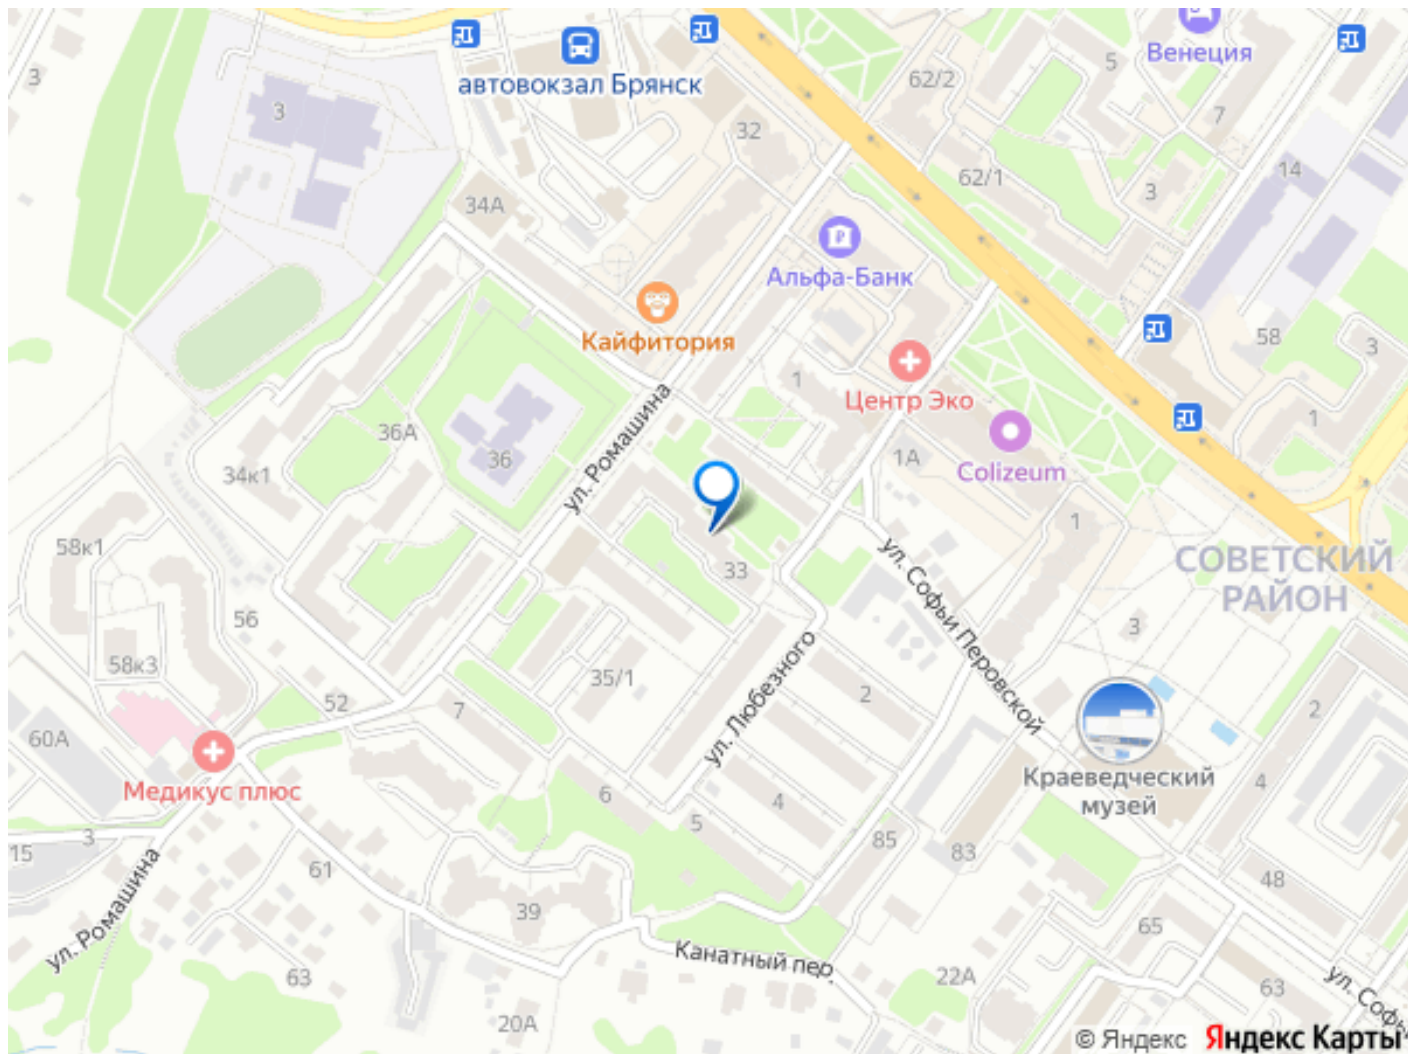 Венеция
автовокзал Брянск
3
5
62/2
3
7
32
14
62/1
3
34А
Альфа-Банк
Кайфитория
58
3
1
Центр Эко
1
36А
ул. Ромашина
36
1А
Colizeum
34к1
1
58к1
СОВЕТСКИЙ
РАЙОН
33
ул. Софьи Перовской
56
3
58к3
35/1
ул. Любезного
2
52
7
2
60А
Медикус плюс
Краеведческий
музей
4
6
4
5
3
85
15
83
61
48
ул. Ромашина
39
65
Канатный пер.
63
22А
63
ул. Софь
20А
© Яндекс Яндекс Карты